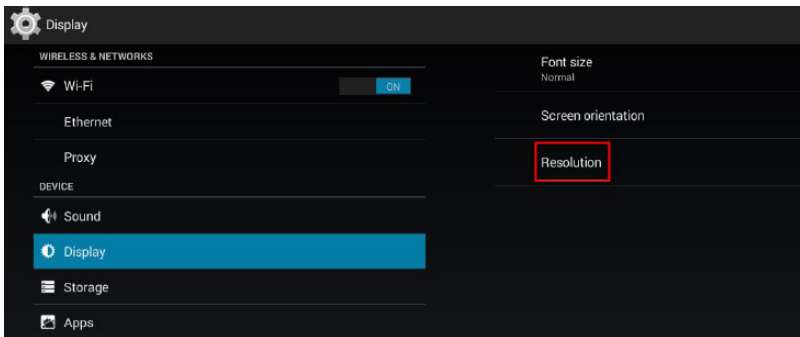 Display
WIRELESS & NETWORKS
Wi-Fi
ON
Ethernet
Proxy
DEVICE
Sound
Display
Storage
Apps
Font size
Normal
Screen orientation
Resolution